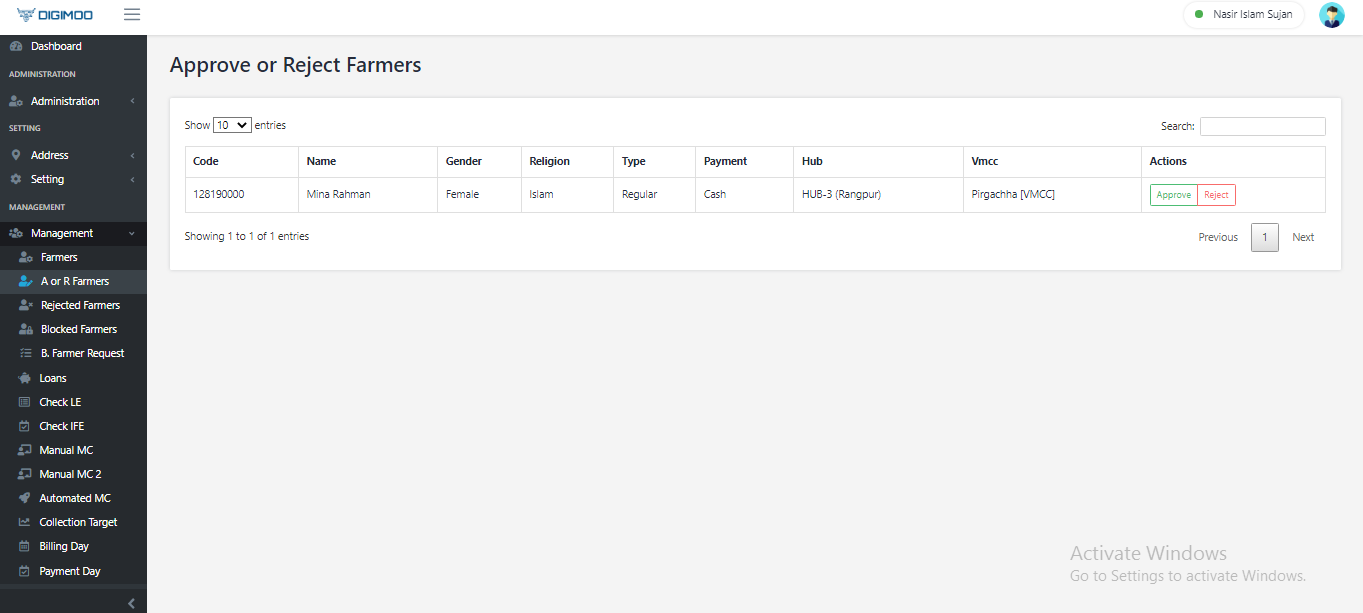 DIGIMOO
Nasir Islam Sujan
Dashboard
ADMINISTRATION
Administration
SETTING
Address
Setting
MANAGEMENT
Management
Farmers
A or R Farmers
Rejected Farmers
Blocked Farmers
B. Farmer Request
Loans
Check LE
Check IFE
Manual MC
Manual MC 2
Automated MC
Collection Target
Billing Day
Payment Day
Approve or Reject Farmers
Show 10 entries
Search:
Code Name Gender Religion Type Payment Hub Vmcc Actions
128190000 Mina Rahman Female Islam Regular Cash HUB-3 (Rangpur) Pirgachha [VMCC] Approve Reject
Showing 1 to 1 of 1 entries
Previous 1 Next
Activate Windows
Go to Settings to activate Windows.